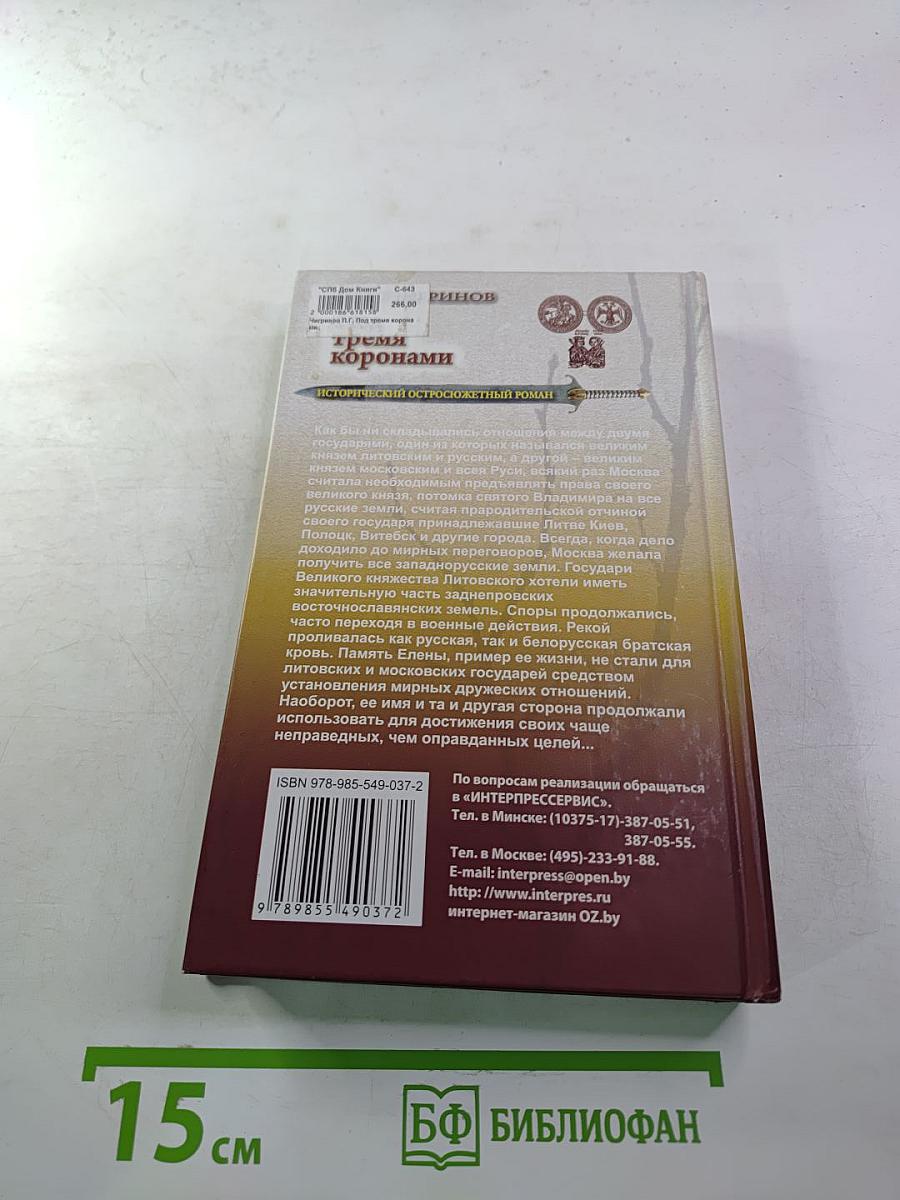 "СПб Дом Книги" С-643
266,00
2 000186 618158
Чигринов П.Г. Под тремя корона
ми
РИНОВ
тремя
коронами
ИСТОРИЧЕСКИЙ ОСТРОСЮЖЕТНЫЙ РОМАН
Как бы ни складывались отношения между двумя
государями, один из которых назывался великим
князем литовским и русским, а другой – великим
князем московским и всея Руси, всякий раз Москва
считала необходимым предъявлять права своего
великого князя, потомка святого Владимира на все
русские земли, считая прародительской отчиной
своего государя принадлежавшие Литве Киев,
Полоцк, Витебск и другие города. Всегда, когда дело
доходило до мирных переговоров, Москва желала
получить все западнорусские земли. Государи
Великого княжества Литовского хотели иметь
значительную часть заднепровских
восточнославянских земель. Споры продолжались,
часто переходя в военные действия. Рекой
проливалась как русская, так и белорусская братская
кровь. Память Елены, пример ее жизни, не стали для
литовских и московских государей средством
установления мирных дружеских отношений.
Наоборот, ее имя и та и другая сторона продолжали
использовать для достижения своих чаще
неправедных, чем оправданных целей...
ISBN 978-985-549-037-2
9 789855 490372
По вопросам реализации обращаться
в «ИНТЕРПРЕССЕРВИС».
Тел. в Минске: (10375-17)-387-05-51,
387-05-55.
Тел. в Москве: (495)-233-91-88.
E-mail: interpress@open.by
http: //www.interpres.ru
интернет-магазин OZ.by
15 см
БФ БИБЛИОФАН